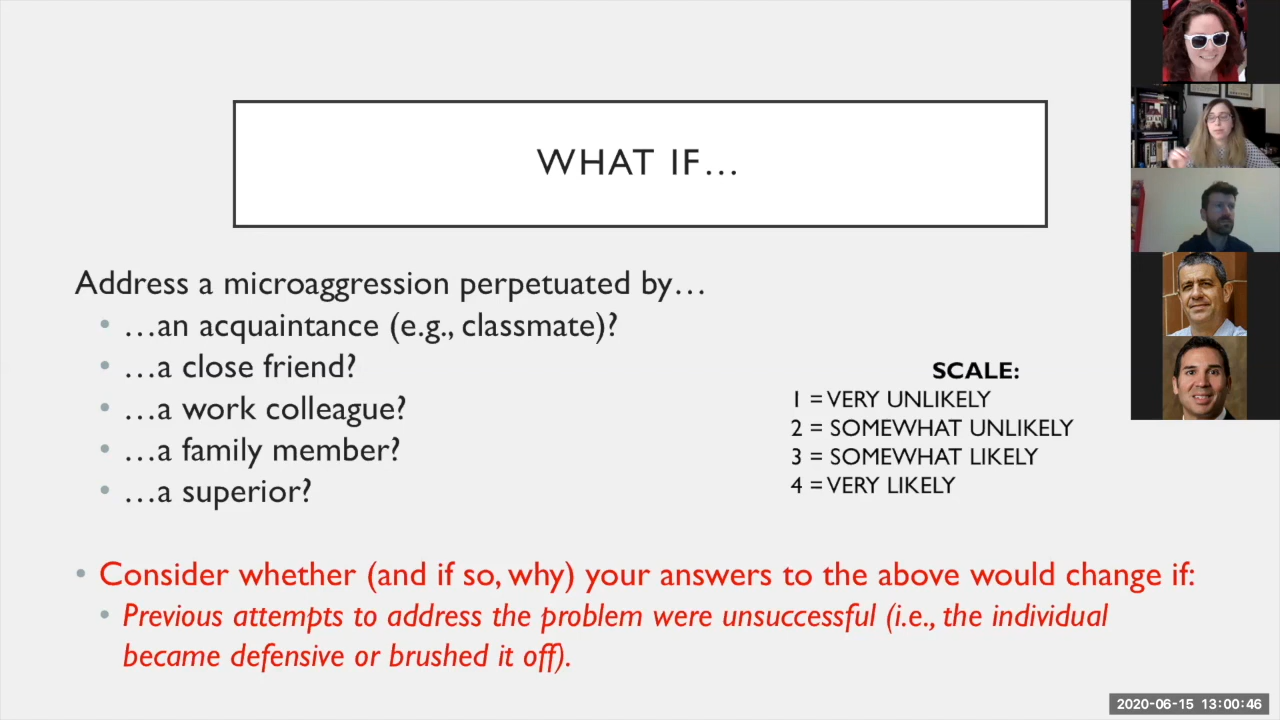 WHAT IF…
Address a microaggression perpetuated by…
…an acquaintance (e.g., classmate)?
…a close friend?
…a work colleague?
…a family member?
…a superior?
SCALE:
1 = VERY UNLIKELY
2 = SOMEWHAT UNLIKELY
3 = SOMEWHAT LIKELY
4 = VERY LIKELY
Consider whether (and if so, why) your answers to the above would change if:
Previous attempts to address the problem were unsuccessful (i.e., the individual
became defensive or brushed it off).
2020-06-15 13:00:46